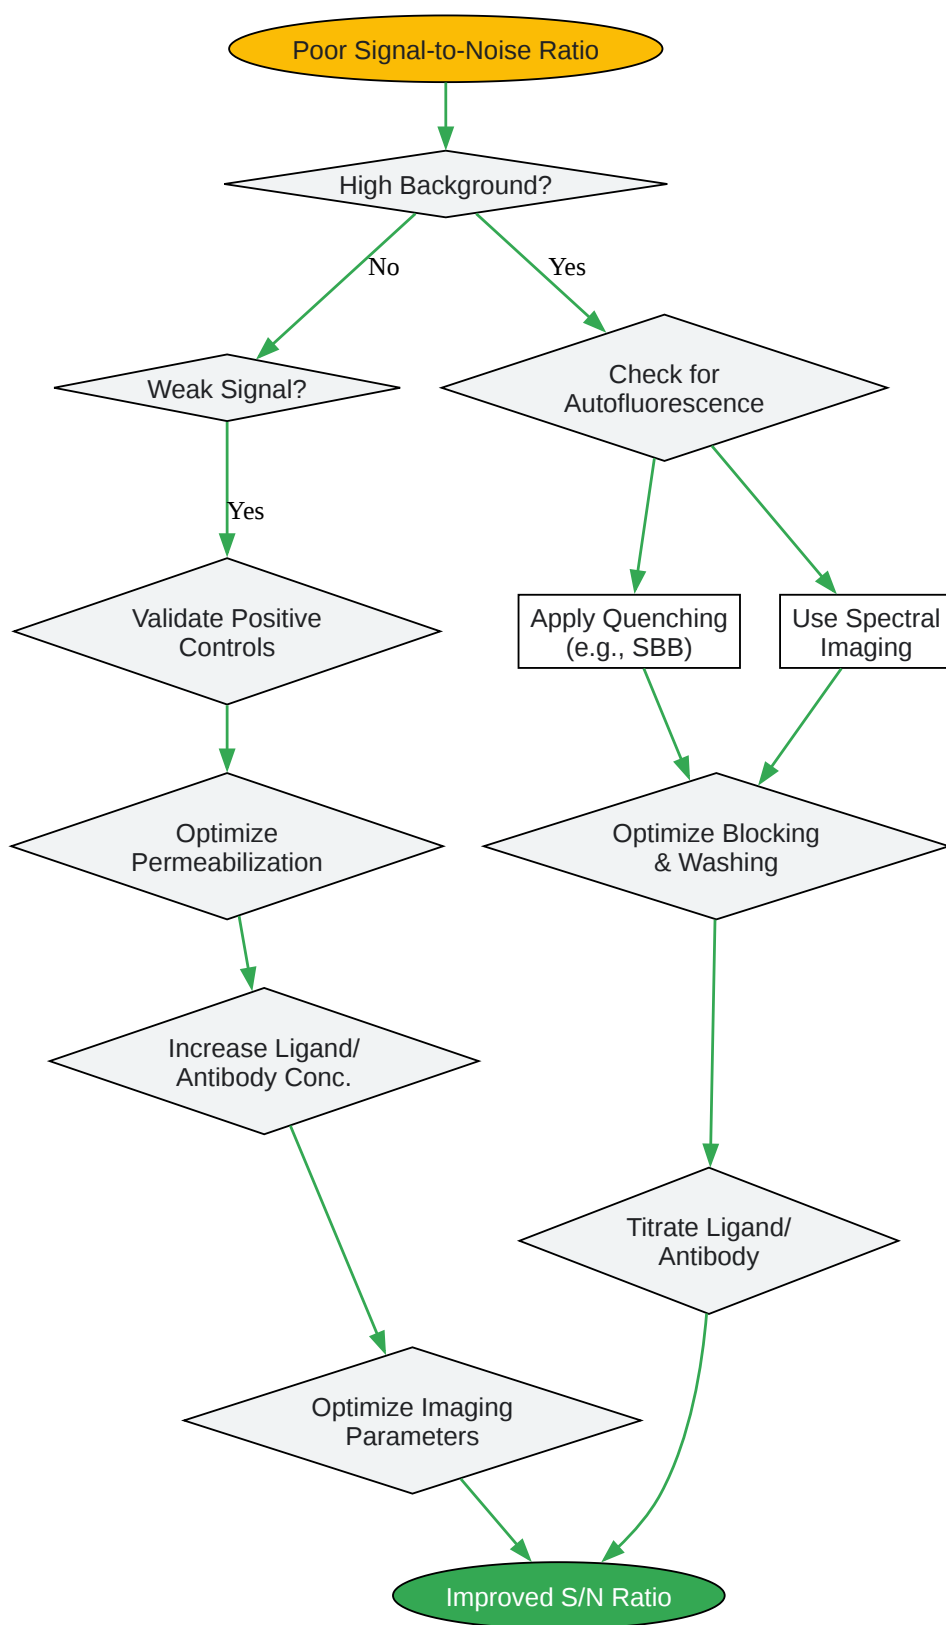 Poor Signal-to-Noise Ratio
High Background?
No
Yes
Weak Signal?
Check for
Autofluorescence
Yes
Validate Positive
Controls
Apply Quenching
(e.g., SBB)
Use Spectral
Imaging
Optimize
Permeabilization
Optimize Blocking
& Washing
Increase Ligand/
Antibody Conc.
Titrate Ligand/
Antibody
Optimize Imaging
Parameters
Improved S/N Ratio